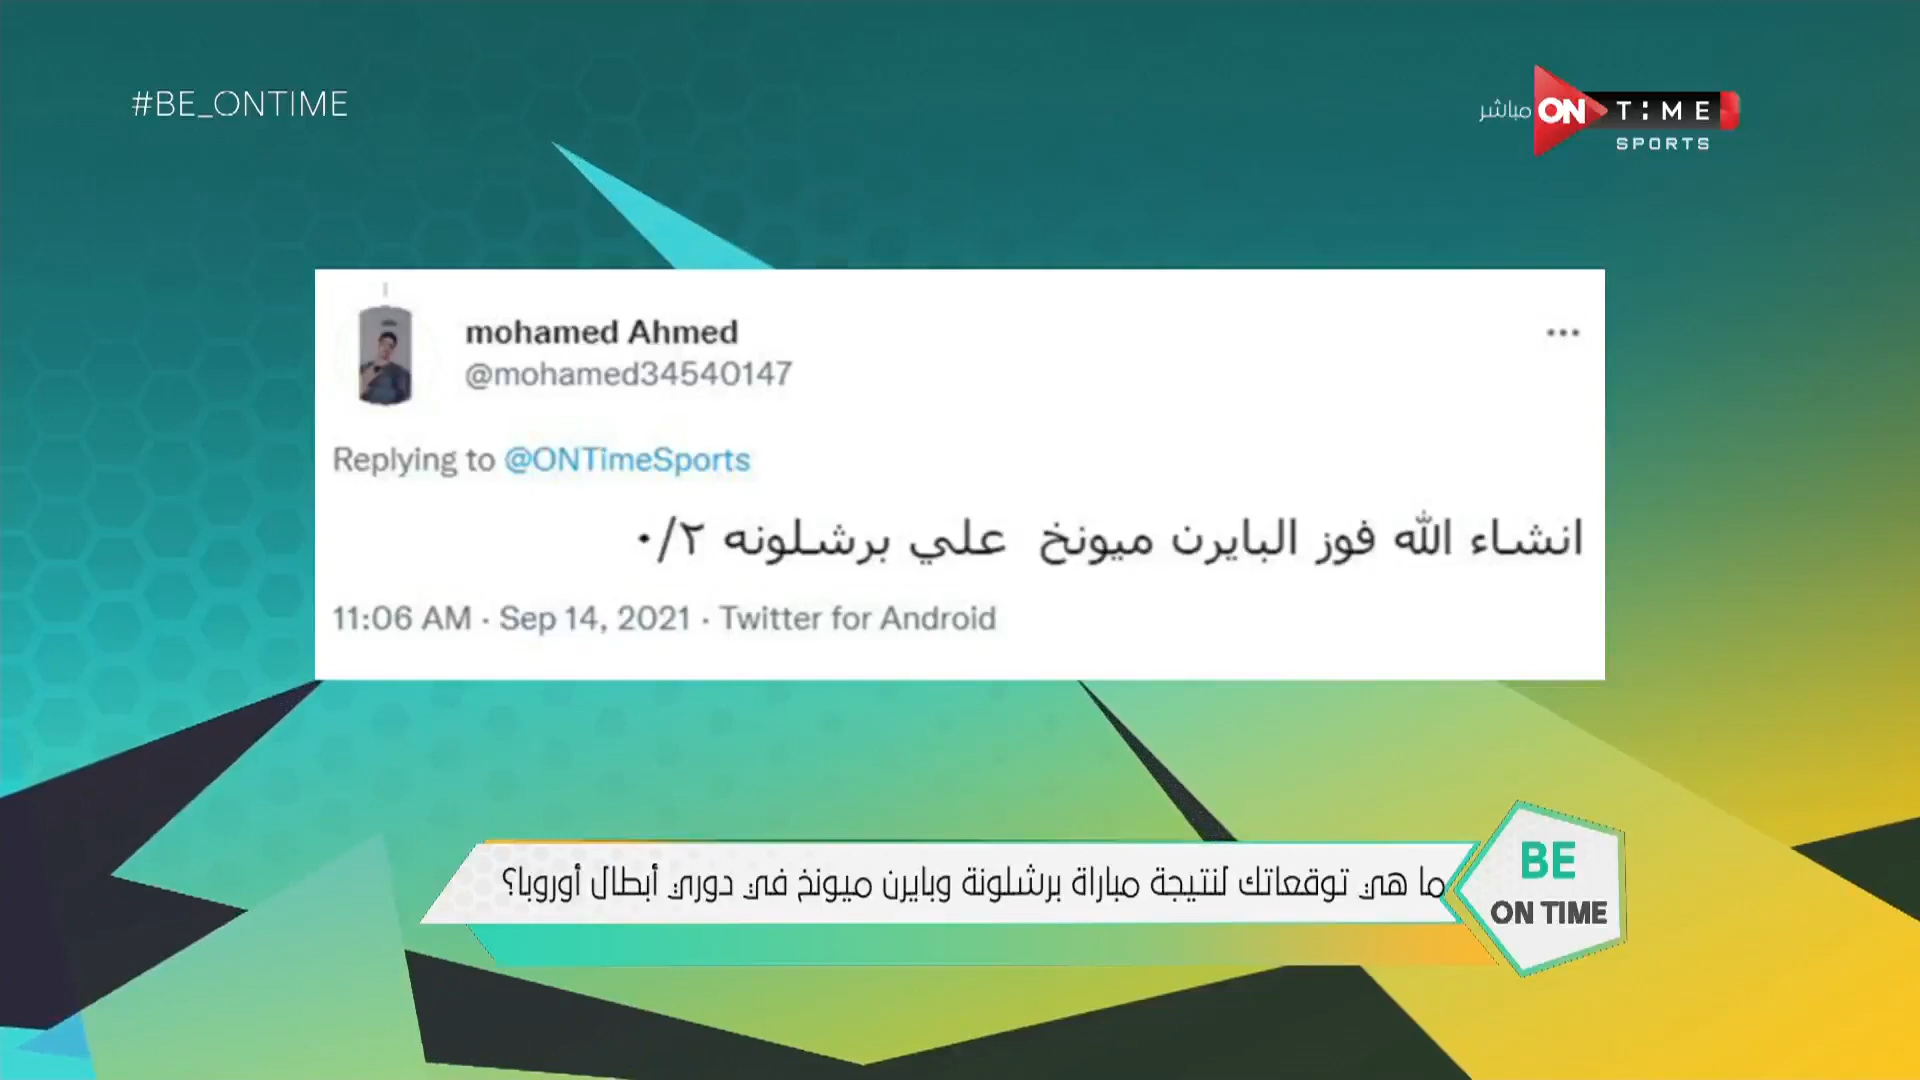 #BE_ONTIME
مباشر
ON TIME
SPORTS
mohamed Ahmed
@mohamed34540147
Replying to @ONTimeSports
انشاء الله فوز البايرن ميونخ علي برشلونه ٠/٢
11:06 AM · Sep 14, 2021 · Twitter for Android
ما هي توقعاتك لنتيجة مباراة برشلونة وبايرن ميونخ في دوري أبطال أوروبا؟
BE
ON TIME